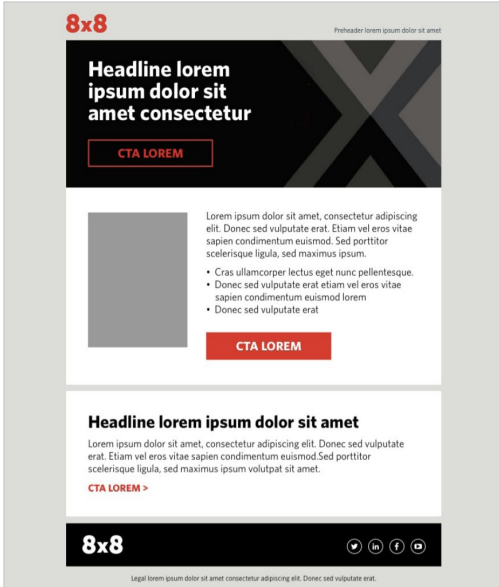 8x8
Preheader lorem ipsum dolor sit amet
Headline lorem
ipsum dolor sit
amet consectetur
CTA LOREM
Lorem ipsum dolor sit amet, consectetur adipiscing
elit. Donec sed vulputate erat. Etiam vel eros vitae
sapien condimentum euismod. Sed porttitor
scelerisque ligula, sed maximus ipsum.
• Cras ullamcorper lectus eget nunc pellentesque.
• Donec sed vulputate erat etiam vel eros vitae
sapien condimentum euismod lorem
• Donec sed vulputate erat
CTA LOREM
Headline lorem ipsum dolor sit amet
Lorem ipsum dolor sit amet, consectetur adipiscing elit. Donec sed vulputate
erat. Etiam vel eros vitae sapien condimentum euismod.Sed porttitor
scelerisque ligula, sed maximus ipsum volutpat sit amet.
CTA LOREM >
8x8
Legal lorem ipsum dolor sit amet consectetur adipiscing elit. Donec sed vulputate erat.